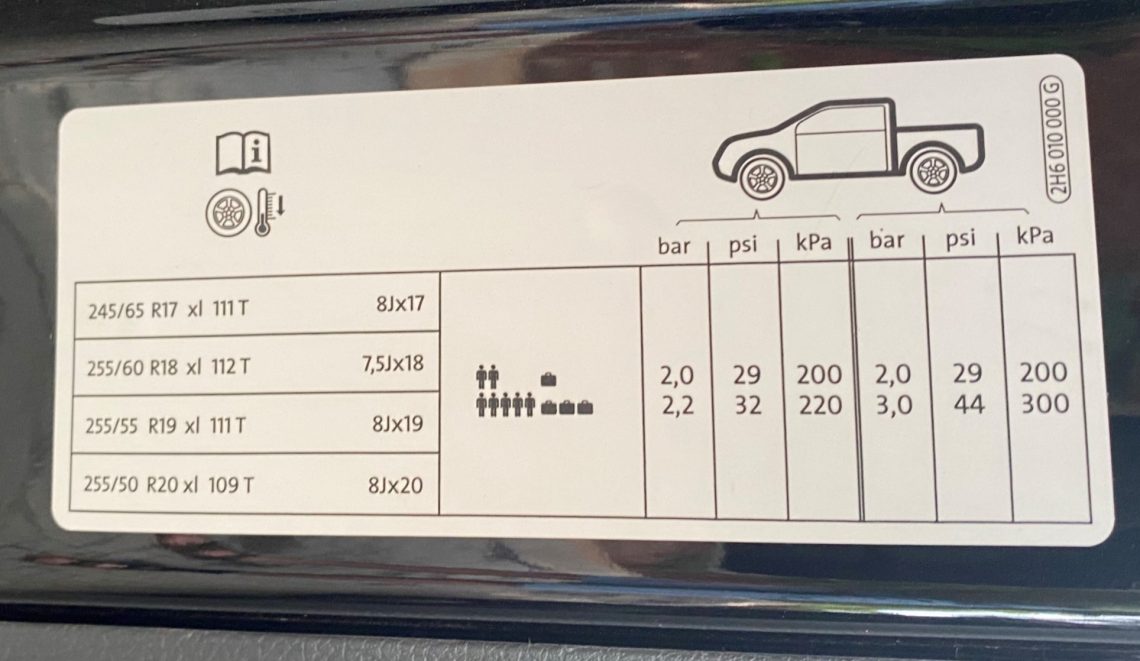 i
2H6 010 000 G
bar psi kPa bar psi kPa
245/65 R17 xl 111 T 8Jx17
255/60 R18 xl 112 T 7,5Jx18
2,0 29 200 2,0 29 200
2,2 32 220 3,0 44 300
255/55 R19 xl 111 T 8Jx19
255/50 R20 xl 109 T 8Jx20